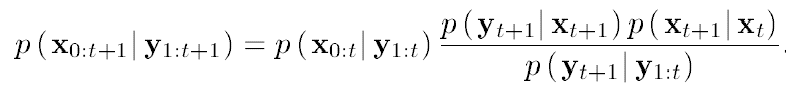 p ( x_{0:t+1} | y_{1:t+1} ) = p ( x_{0:t} | y_{1:t} ) \frac{p ( y_{t+1} | x_{t+1} ) p ( x_{t+1} | x_t )}{p ( y_{t+1} | y_{1:t} )}.